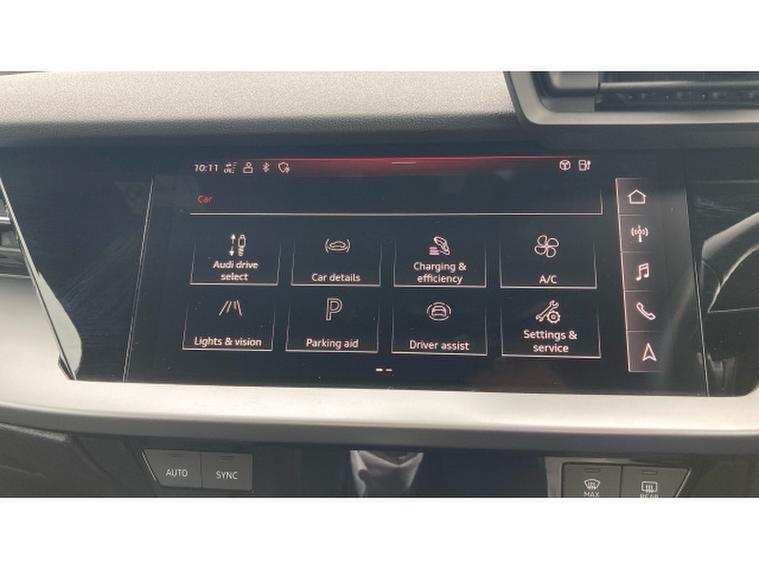 10:11
Car
Audi drive
select
Car details
Charging &
efficiency
A/C
Lights & vision
P
Parking aid
Driver assist
Settings &
service
AUTO
SYNC
MAX
REAR